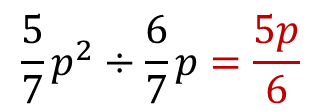 5/7 p² ÷ 6/7 p = 5p/6